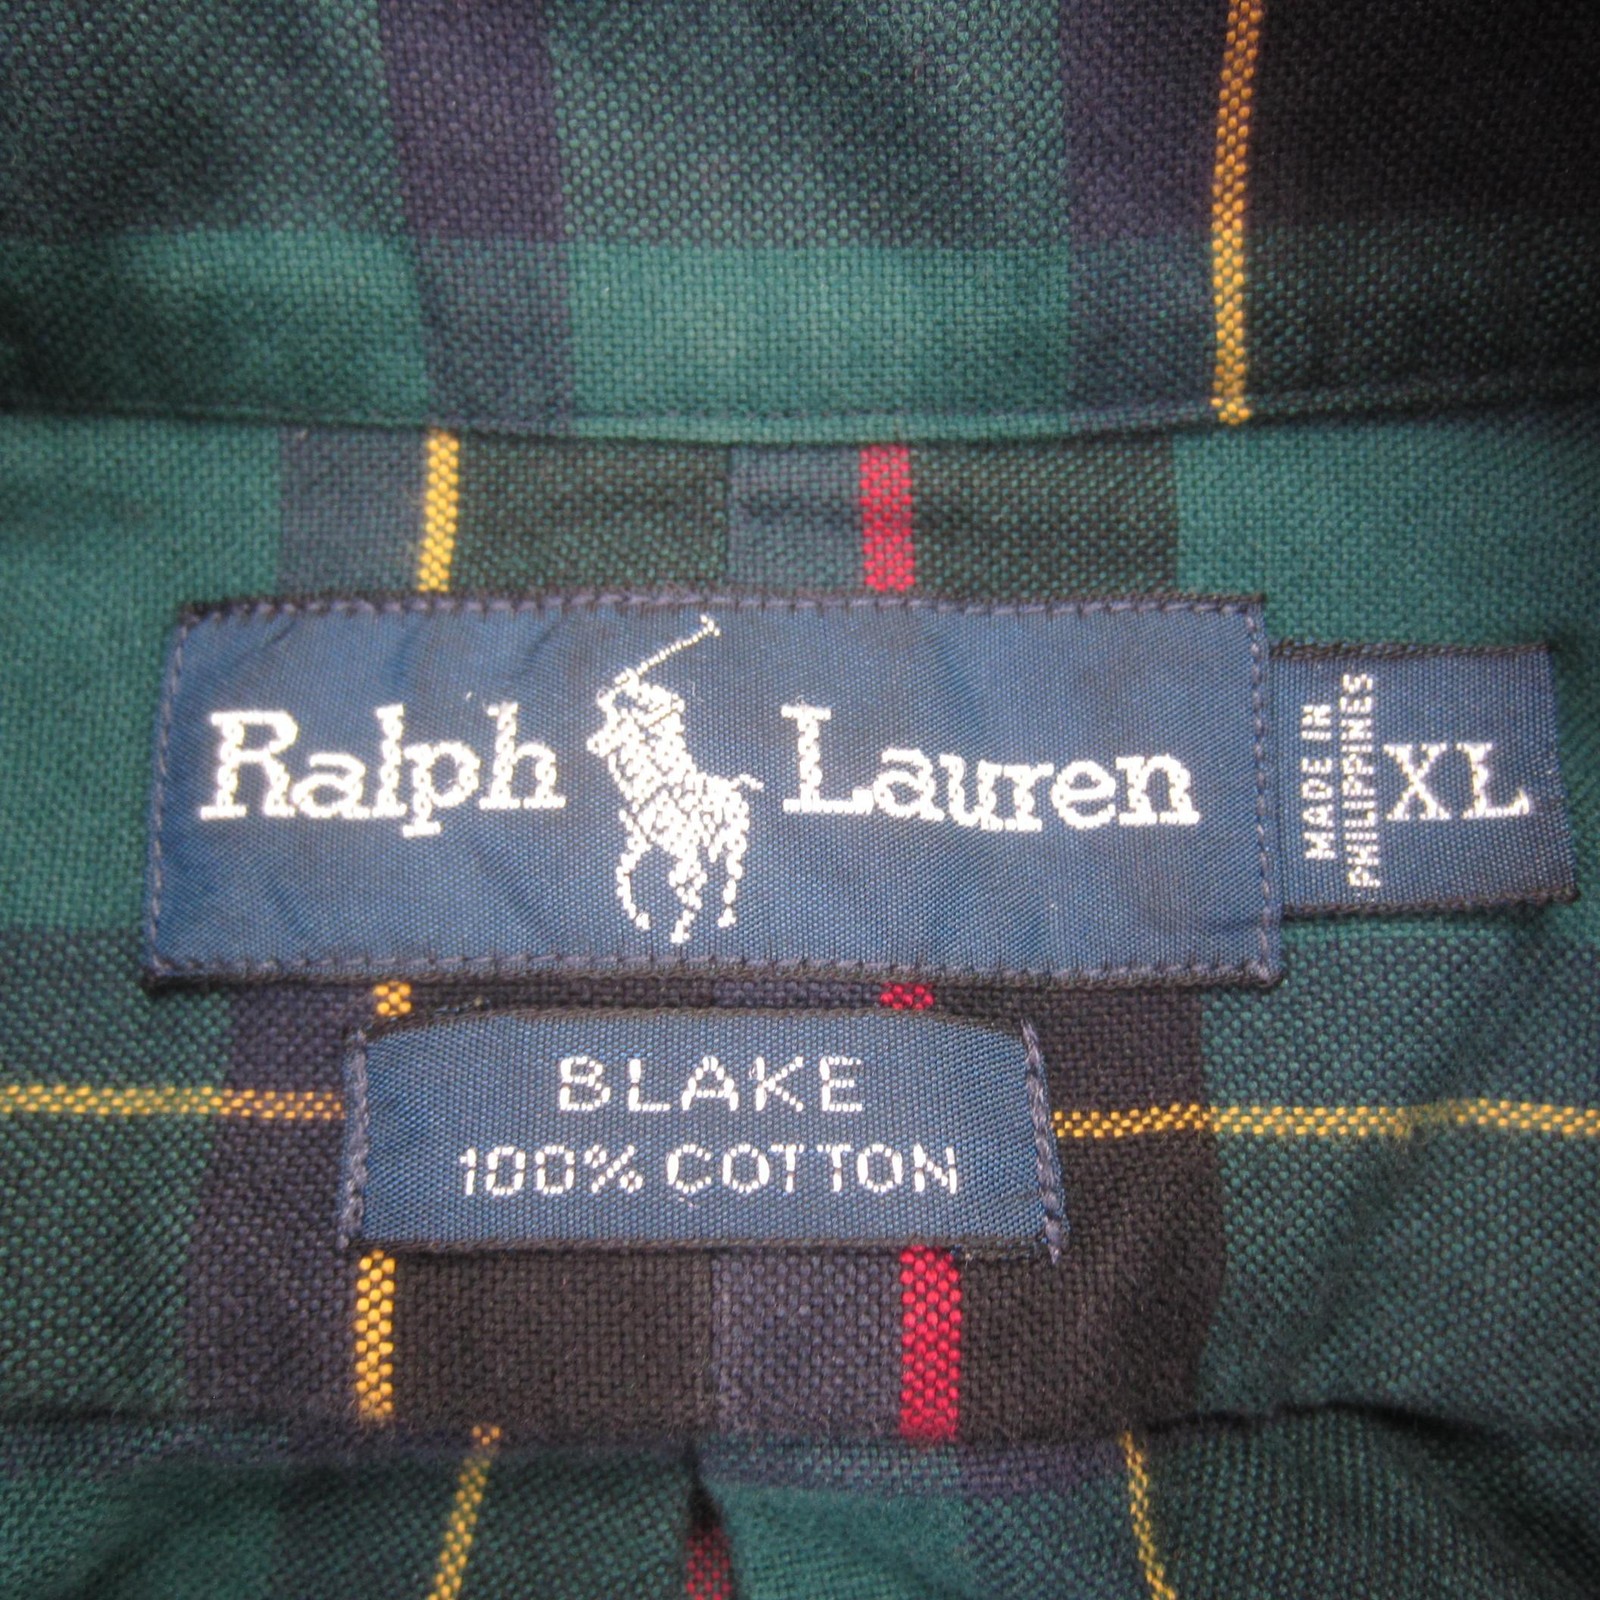 Ralph Lauren
MADE IN
PHILIPPINES
XL
BLAKE
100% COTTON